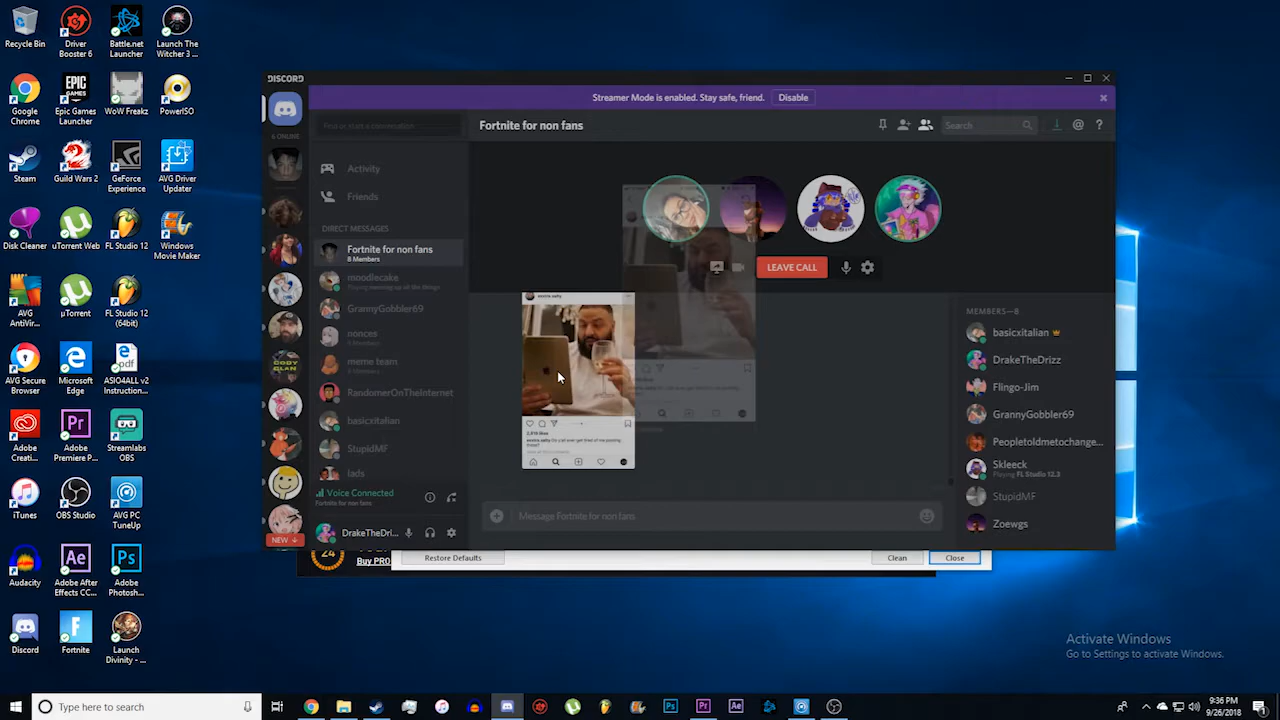 Recycle Bin
Driver
Booster 6
Battle.net
Launcher
Launch The
Witcher 3 ...
Google
Chrome
Epic Games
Launcher
WoW Freakz
PowerISO
Steam
Guild Wars 2
GeForce
Experience
AVG Driver
Updater
Disk Cleaner
uTorrent Web
FL Studio 12
Windows
Movie Maker
AVG
AntiVir...
µTorrent
FL Studio 12
(64bit)
AVG Secure
Browser
Microsoft
Edge
ASIO4ALL v2
Instruction...
Adobe
Creat...
Adobe
Premiere P...
Streamlabs
OBS
iTunes
OBS Studio
AVG PC
TuneUp
Audacity
Adobe After
Effects CC...
Adobe
Photosh...
Discord
Fortnite
Launch
Divinity - ...
DISCORD
Streamer Mode is enabled. Stay safe, friend.
Disable
6 ONLINE
Find or start a conversation
Fortnite for non fans
Search
Activity
Friends
DIRECT MESSAGES
Fortnite for non fans
8 Members
moodlecake
GrannyGobbler69
nonces
meme team
RandomerOnTheInternet
basicxitalian
StupidMF
lads
Voice Connected
Fortnite for non fans
DrakeTheDri...
NEW
LEAVE CALL
Message Fortnite for non fans
MEMBERS—8
basicxitalian
DrakeTheDrizz
Flingo-Jim
GrannyGobbler69
Peopletoldmetochange...
Skleeck
Playing FL Studio 12.3
StupidMF
Zoewgs
24
Buy PRO
Restore Defaults
Clean
Close
Activate Windows
Go to Settings to activate Windows.
Type here to search
9:36 PM
9/26/2018